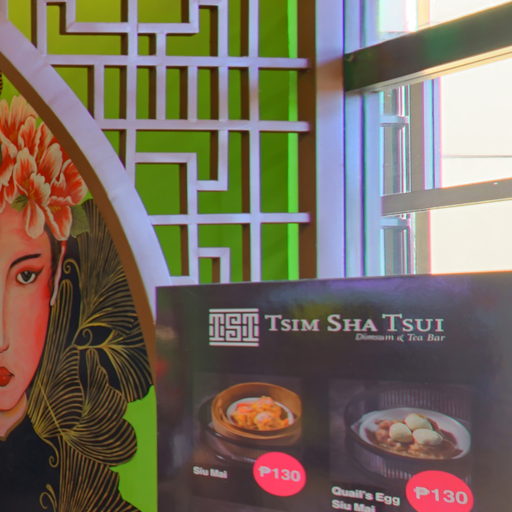 TST TSIM SHA TSUI
Dimsum & Tea Bar
Siu Mai
₱130
Quail's Egg
Siu Mai
₱130